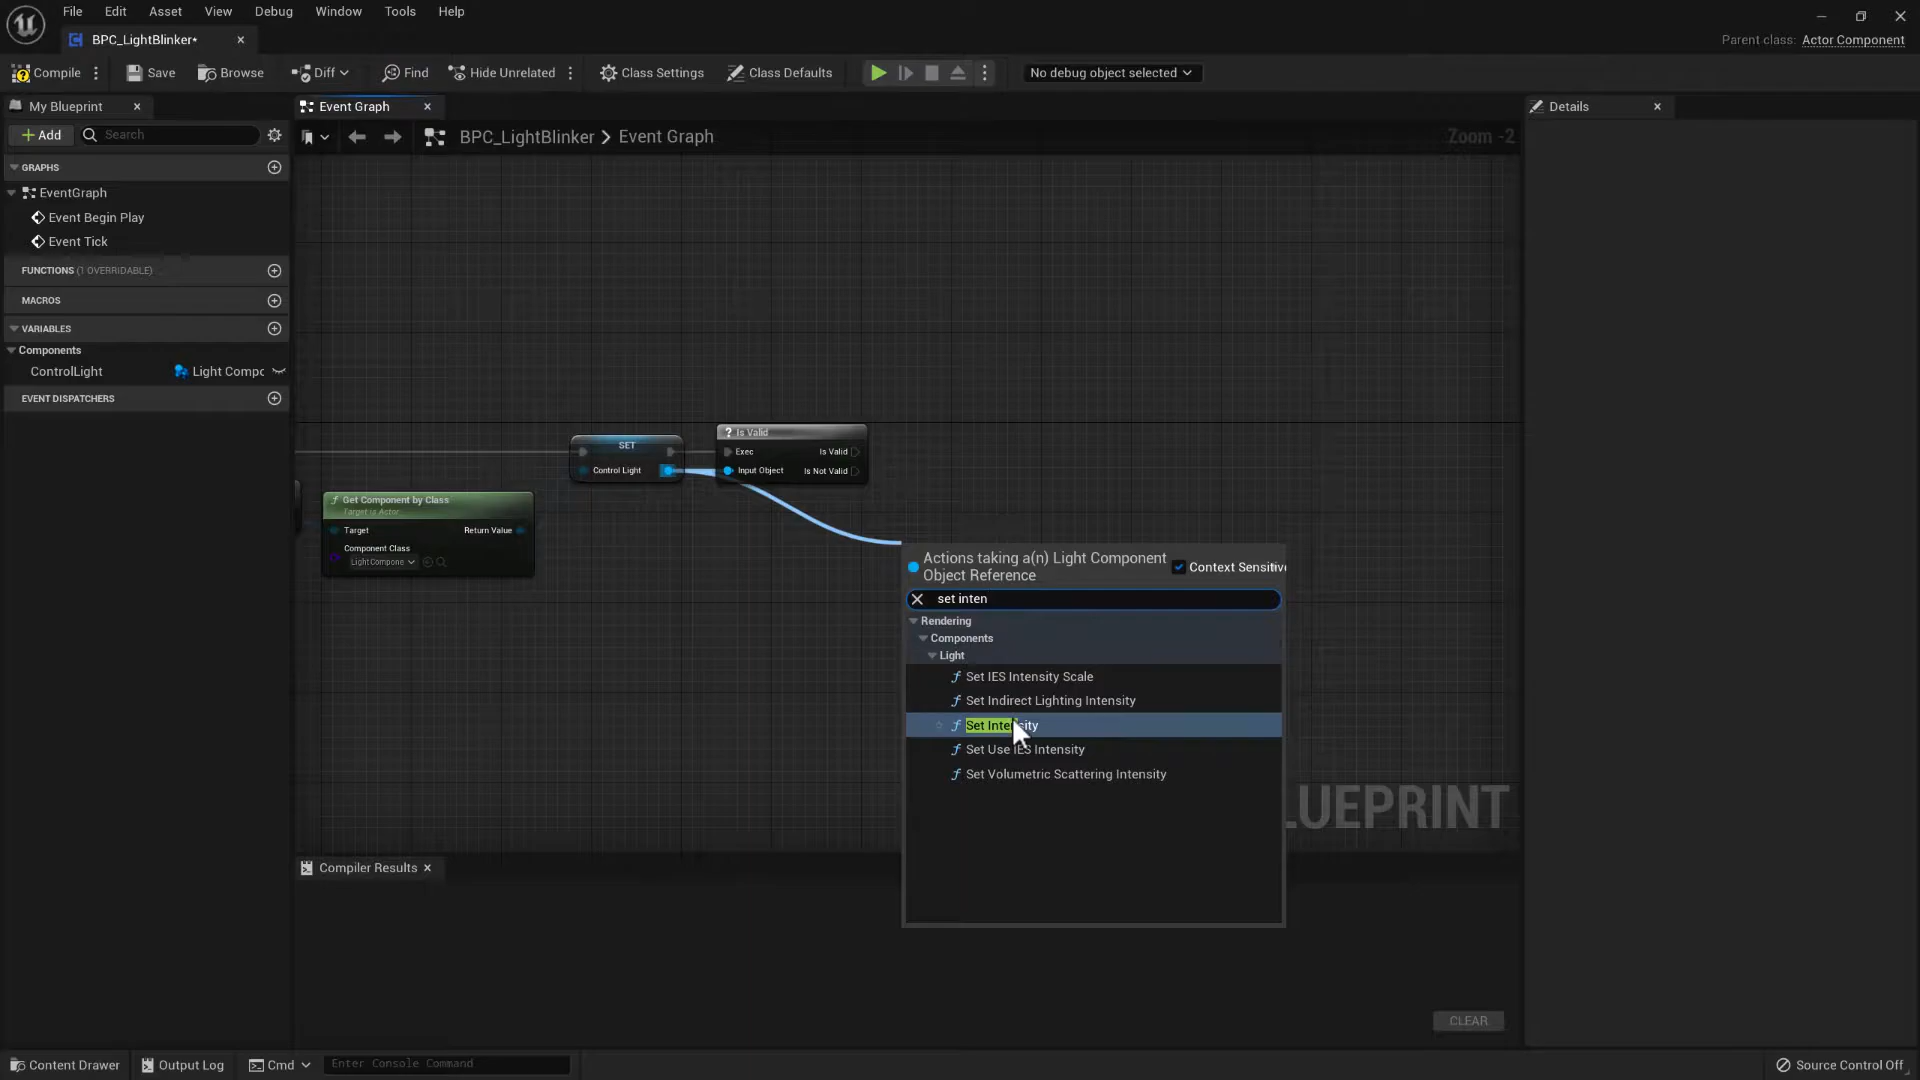 File Edit Asset View Debug Window Tools Help
BPC_LightBlinker*
Parent class: Actor Component
Compile Save Browse Diff Find Hide Unrelated Class Settings Class Defaults No debug object selected
My Blueprint
Event Graph
Details
Add Search
BPC_LightBlinker > Event Graph
Zoom -2
GRAPHS
EventGraph
Event Begin Play
Event Tick
FUNCTIONS (1 OVERRIDABLE)
MACROS
VARIABLES
Components
ControlLight Light Compc
EVENT DISPATCHERS
SET
Control Light
? Is Valid
Exec Is Valid
Input Object Is Not Valid
f Get Component by Class
Target is Actor
Target Return Value
Component Class
LightCompone
Actions taking a(n) Light Component
Object Reference
Context Sensitive
set inten
Rendering
Components
Light
f Set IES Intensity Scale
f Set Indirect Lighting Intensity
f Set Intensity
f Set Use IES Intensity
f Set Volumetric Scattering Intensity
LUEPRINT
Compiler Results
CLEAR
Content Drawer Output Log Cmd Enter Console Command
Source Control Off